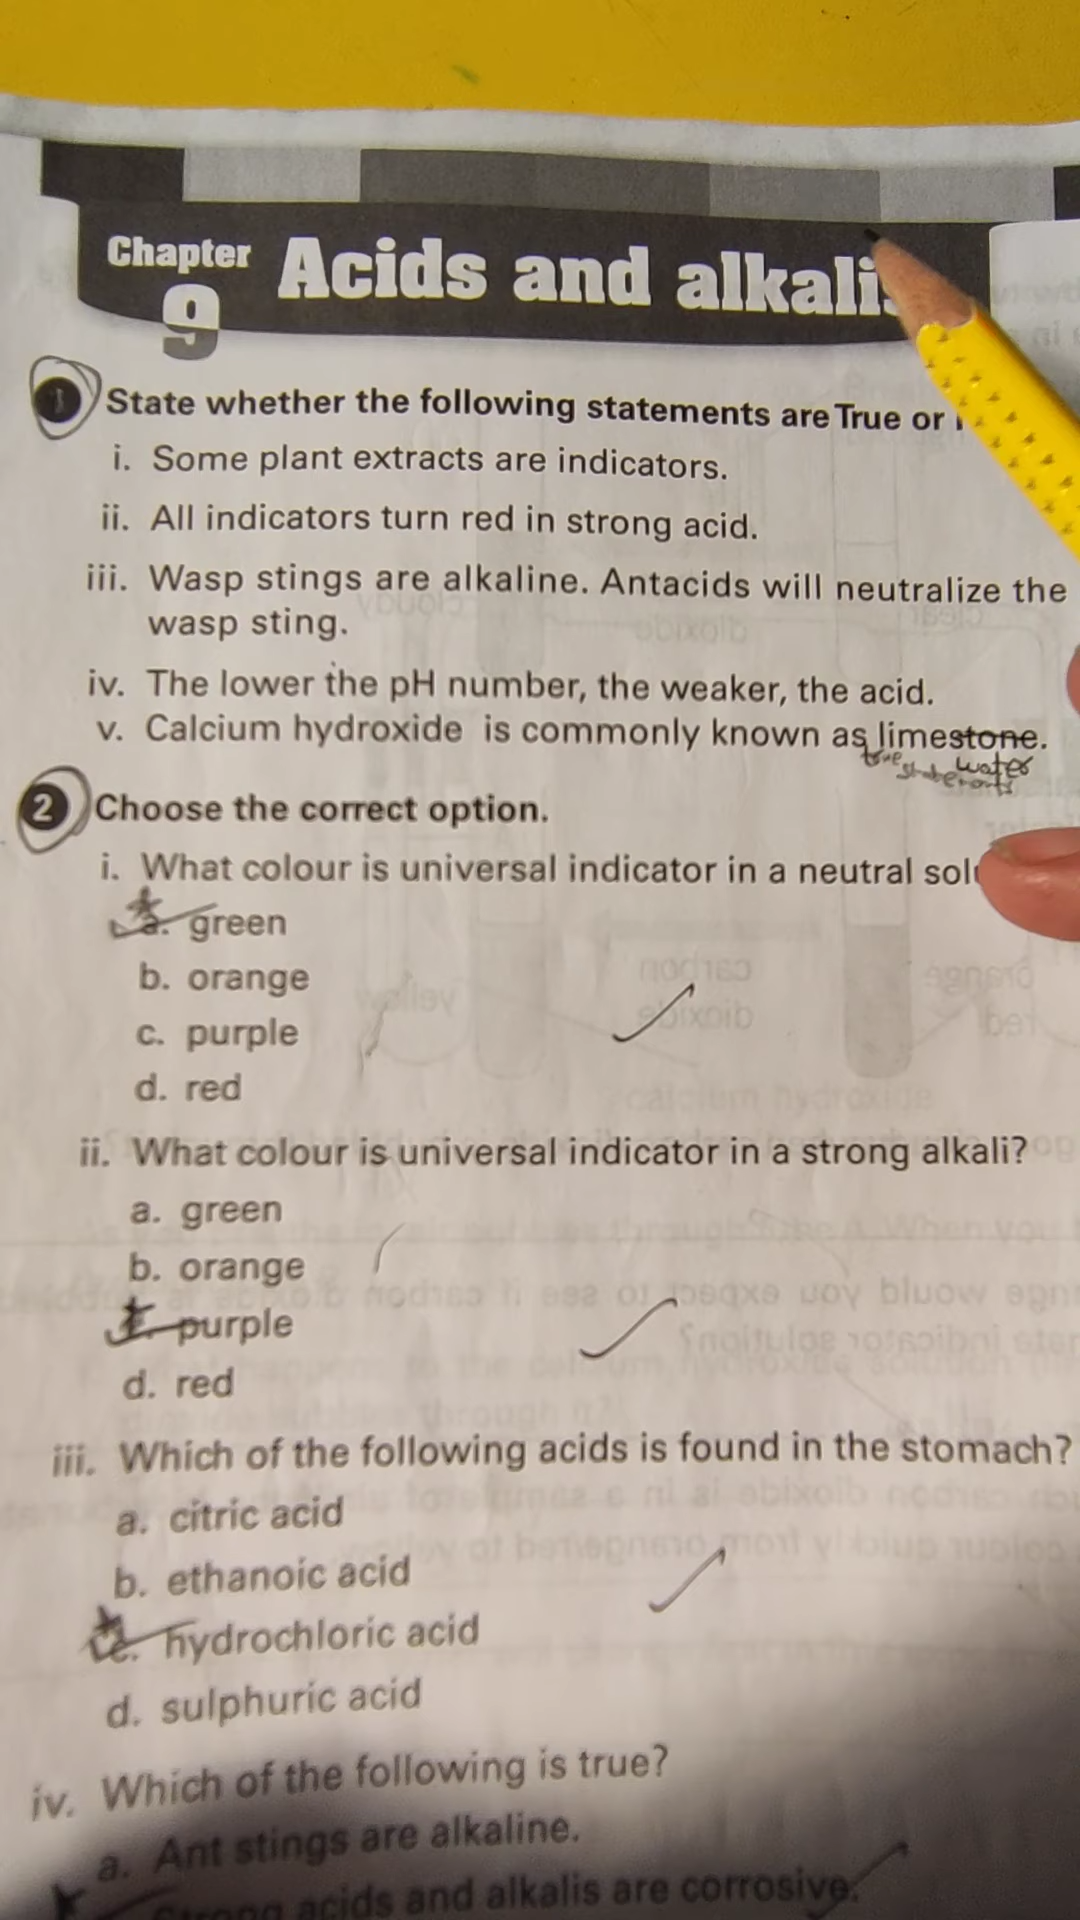 Chapter
9
Acids and alkali
1 State whether the following statements are True or
i. Some plant extracts are indicators.
ii. All indicators turn red in strong acid.
iii. Wasp stings are alkaline. Antacids will neutralize the
wasp sting.
iv. The lower the pH number, the weaker, the acid.
v. Calcium hydroxide is commonly known as limestone.
true statements water
2 Choose the correct option.
i. What colour is universal indicator in a neutral
a. green
b. orange
c. purple
d. red
ii. What colour is universal indicator in a strong alkali?
a. green
b. orange
purple
d. red
iii. Which of the following acids is found in the stomach?
a. citric acid
b. ethanoic acid
c. hydrochloric acid
d. sulphuric acid
iv. Which of the following is true?
a. Ant stings are alkaline.
Strong acids and alkalis are corrosive.